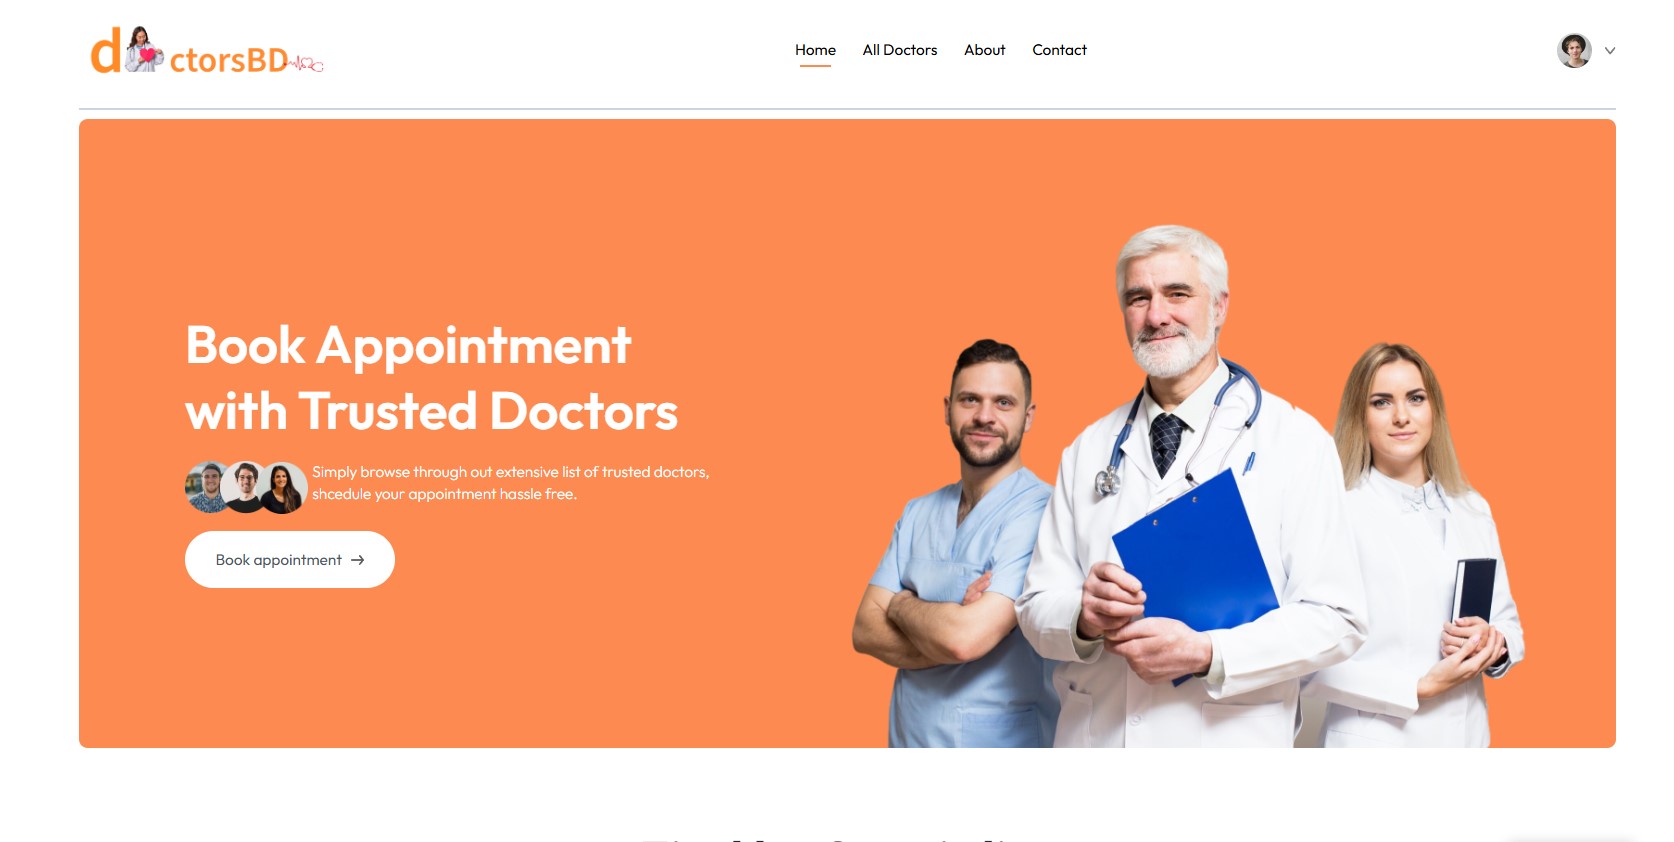 dctorsBD
Home All Doctors About Contact
Book Appointment
with Trusted Doctors
Simply browse through out extensive list of trusted doctors,
shcedule your appointment hassle free.
Book appointment →